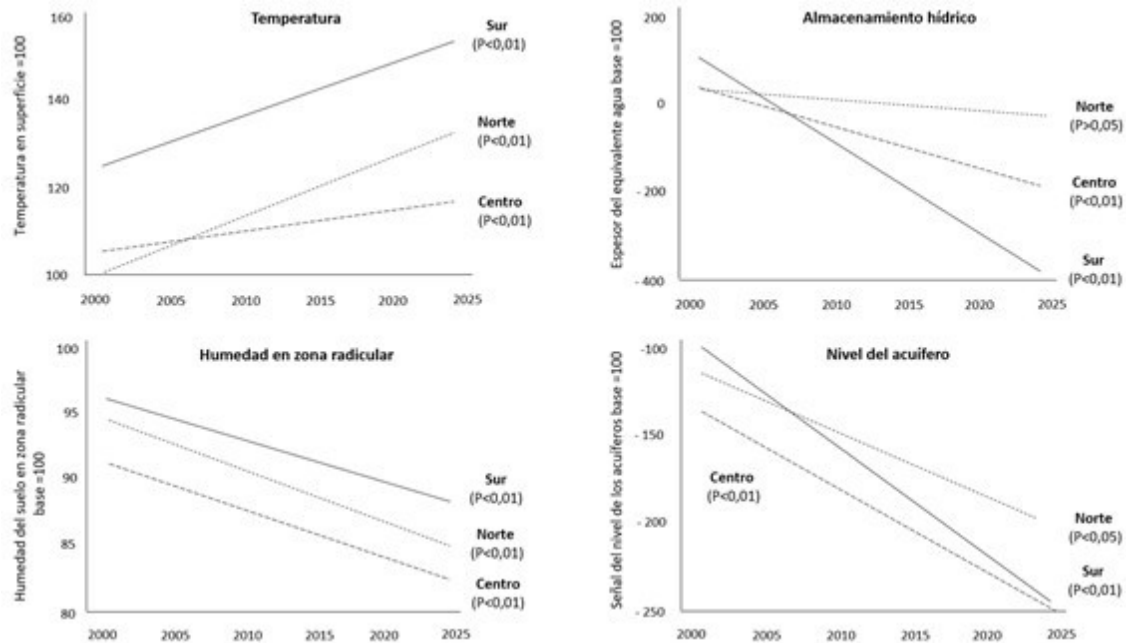 Temperatura
Temperatura en superficie =100
160
140
120
100
2000 2005 2010 2015 2020 2025
Sur
(P<0,01)
Norte
(P<0,01)
Centro
(P<0,01)
Almacenamiento hídrico
Espesor del equivalente agua base =100
200
0
- 200
- 400
2000 2005 2010 2015 2020 2025
Norte
(P>0,05)
Centro
(P<0,01)
Sur
(P<0,01)
Humedad en zona radicular
Humedad del suelo en zona radicular
base =100
100
95
90
85
80
2000 2005 2010 2015 2020 2025
Sur
(P<0,01)
Norte
(P<0,01)
Centro
(P<0,01)
Nivel del acuífero
Señal del nivel de los acuíferos base =100
-100
- 150
- 200
- 250
2000 2005 2010 2015 2020 2025
Centro
(P<0,01)
Norte
(P<0,05)
Sur
(P<0,01)